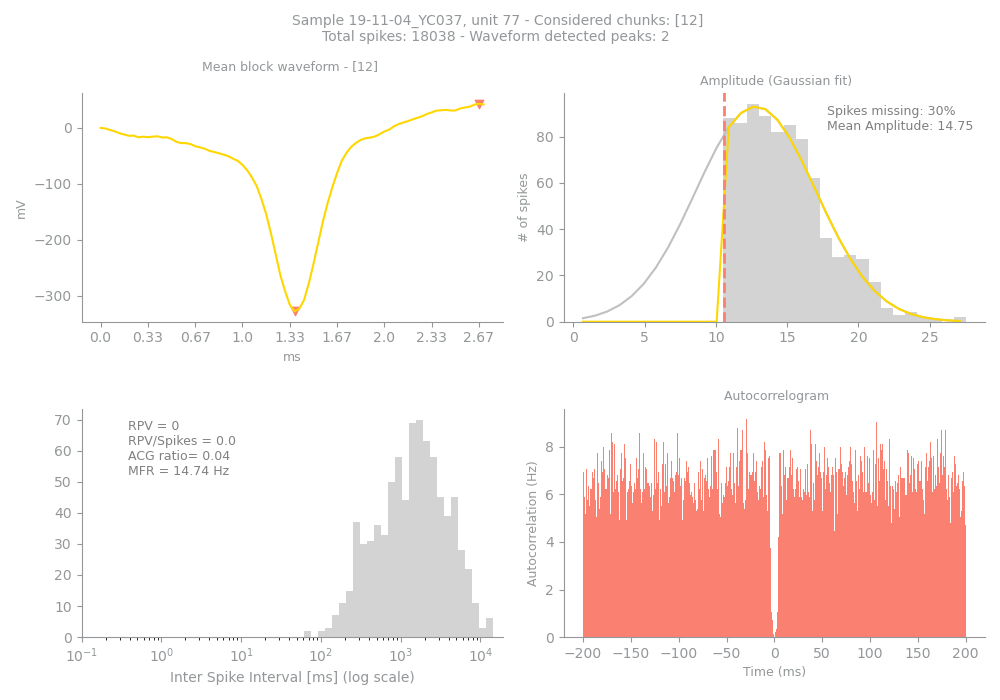 Sample 19-11-04_YC037, unit 77 - Considered chunks: [12]
Total spikes: 18038 - Waveform detected peaks: 2
Mean block waveform - [12]
0
−100
−200
−300
mV
0.0 0.33 0.67 1.0 1.33 1.67 2.0 2.33 2.67
ms
Amplitude (Gaussian fit)
Spikes missing: 30%
Mean Amplitude: 14.75
80
60
40
20
0
# of spikes
0 5 10 15 20 25
RPV = 0
RPV/Spikes = 0.0
ACG ratio= 0.04
MFR = 14.74 Hz
70
60
50
40
30
20
10
0
10⁻¹ 10⁰ 10¹ 10² 10³ 10⁴
Inter Spike Interval [ms] (log scale)
Autocorrelogram
8
6
4
2
0
Autocorrelation (Hz)
−200 −150 −100 −50 0 50 100 150 200
Time (ms)